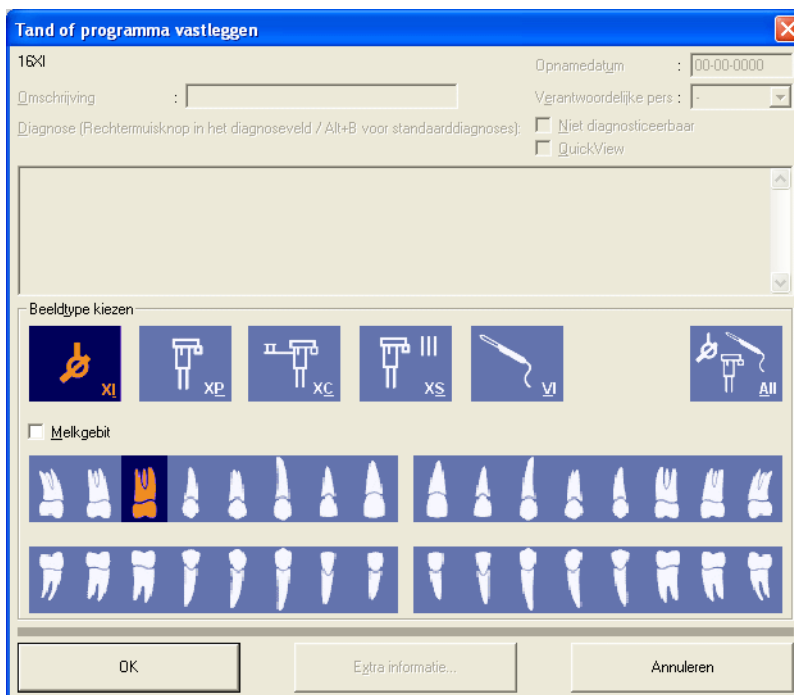 Tand of programma vastleggen
16XI
Opnamedatum : 00-00-0000
Omschrijving :
Verantwoordelijke pers : -
Diagnose (Rechtermuisknop in het diagnoseveld / Alt+B voor standaarddiagnoses):
Niet diagnosticeerbaar
QuickView
Beeldtype kiezen
XI XP XC XS VI All
Melkgebit
OK Extra informatie... Annuleren